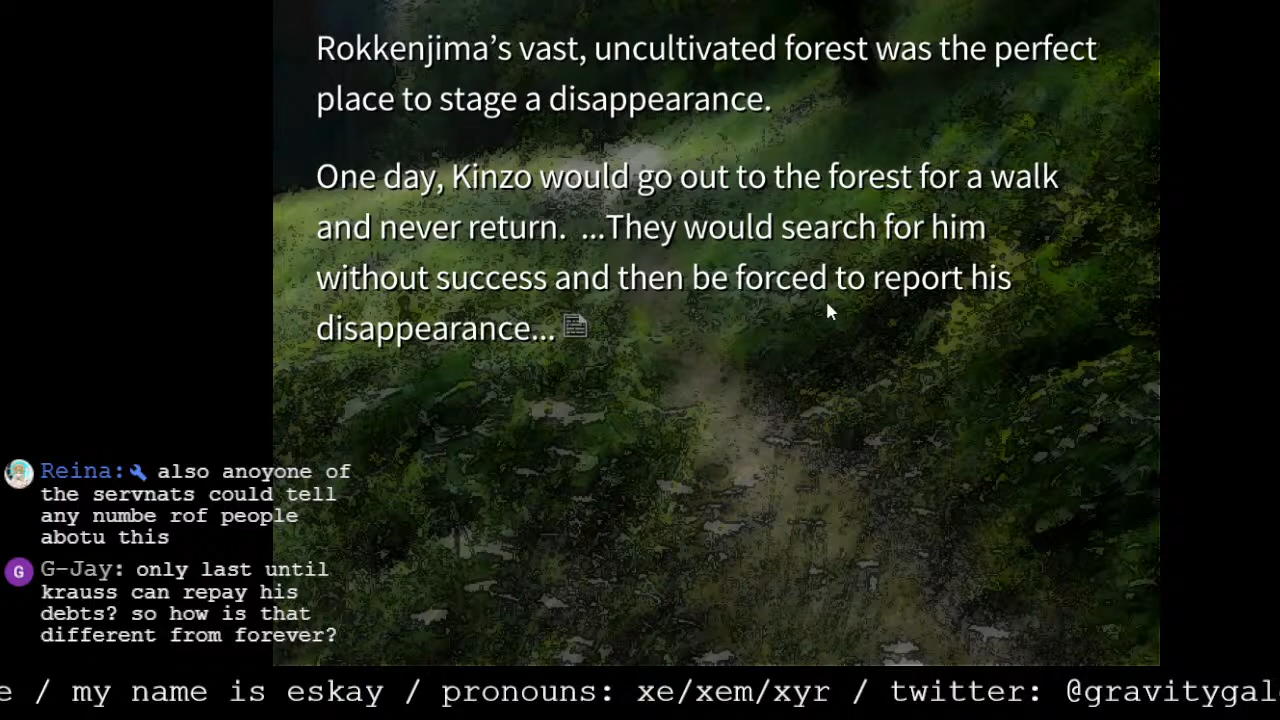 Rokkenjima’s vast, uncultivated forest was the perfect
place to stage a disappearance.
One day, Kinzo would go out to the forest for a walk
and never return.  ...They would search for him
without success and then be forced to report his
disappearance...
Reina: also anoyone of
the servnats could tell
any numbe rof people
abotu this
G
G-Jay: only last until
krauss can repay his
debts? so how is that
different from forever?
e / my name is eskay / pronouns: xe/xem/xyr / twitter: @gravitygal